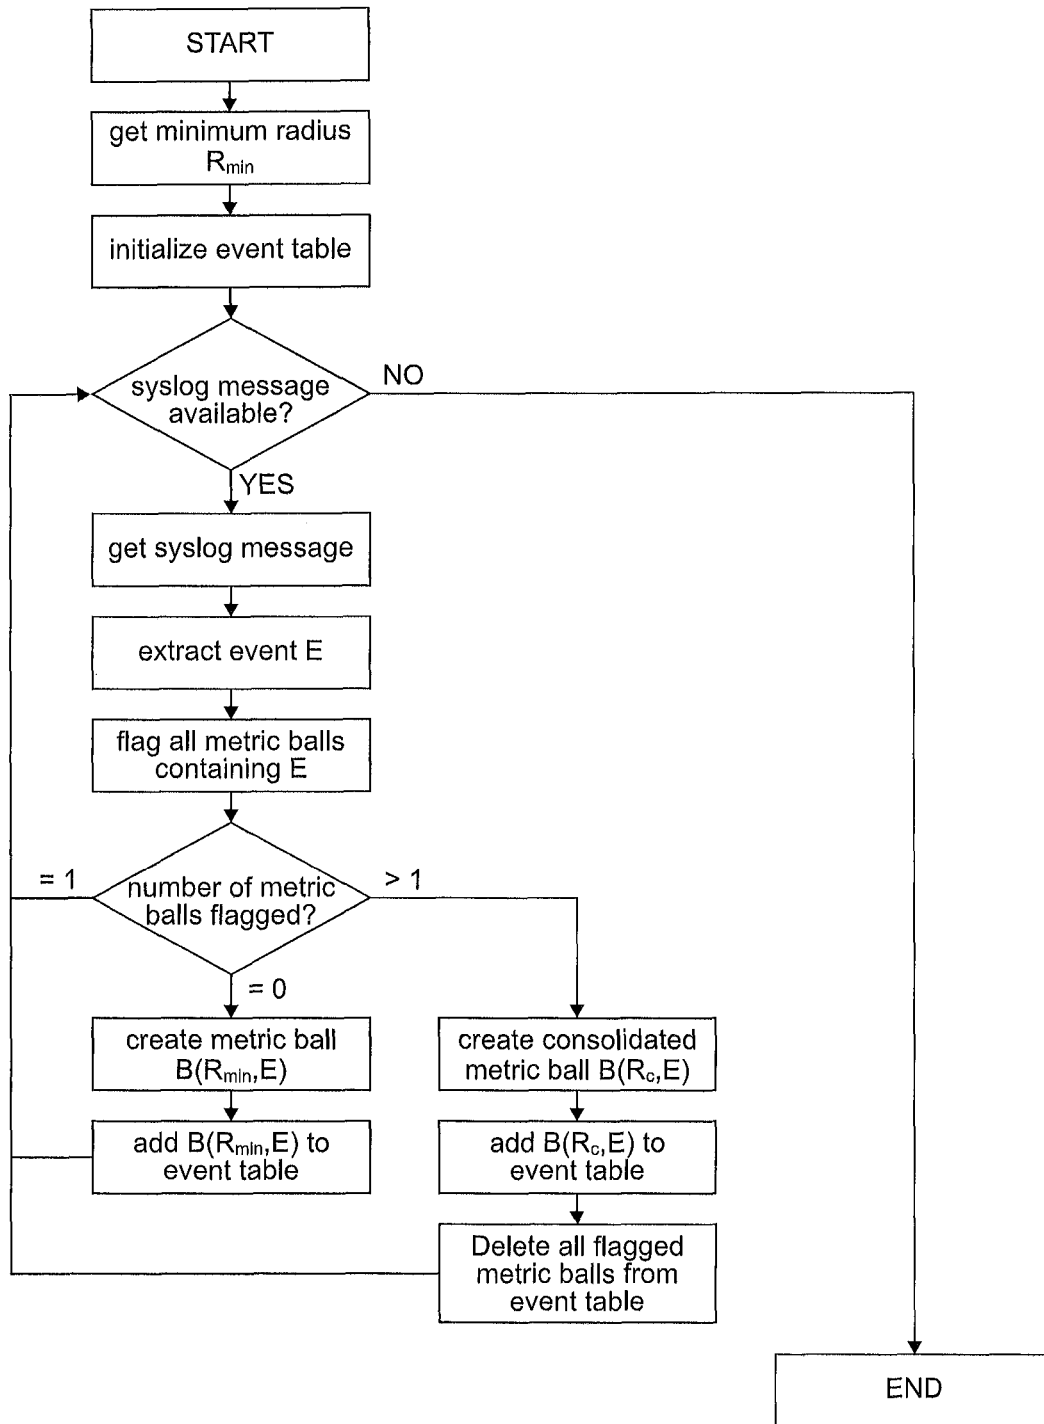 START
get minimum radius
Rmin
initialize event table
syslog message
available?
NO
YES
get syslog message
extract event E
flag all metric balls
containing E
= 1
number of metric
balls flagged?
> 1
= 0
create metric ball
B(Rmin,E)
create consolidated
metric ball B(Rc,E)
add B(Rmin,E) to
event table
add B(Rc,E) to
event table
Delete all flagged
metric balls from
event table
END